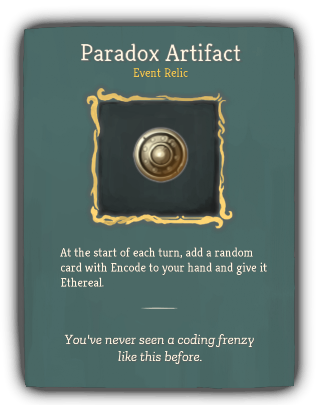 Paradox Artifact
Event Relic
At the start of each turn, add a random
card with Encode to your hand and give it
Ethereal.
You've never seen a coding frenzy
like this before.